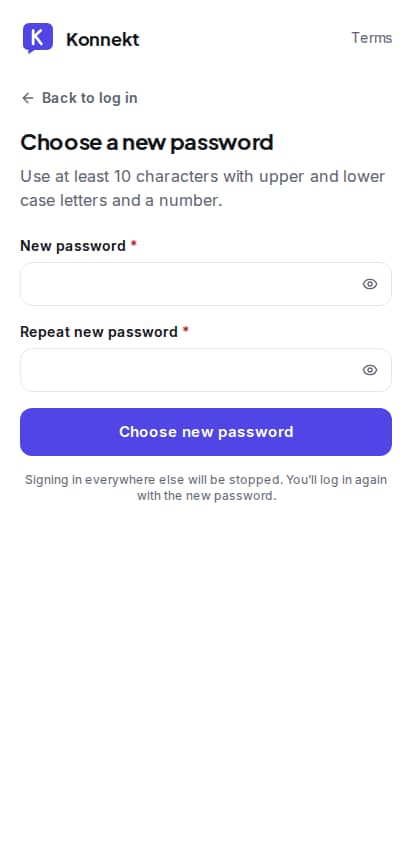 Konnekt
Terms
Back to log in
Choose a new password
Use at least 10 characters with upper and lower
case letters and a number.
New password *
Repeat new password *
Choose new password
Signing in everywhere else will be stopped. You'll log in again
with the new password.